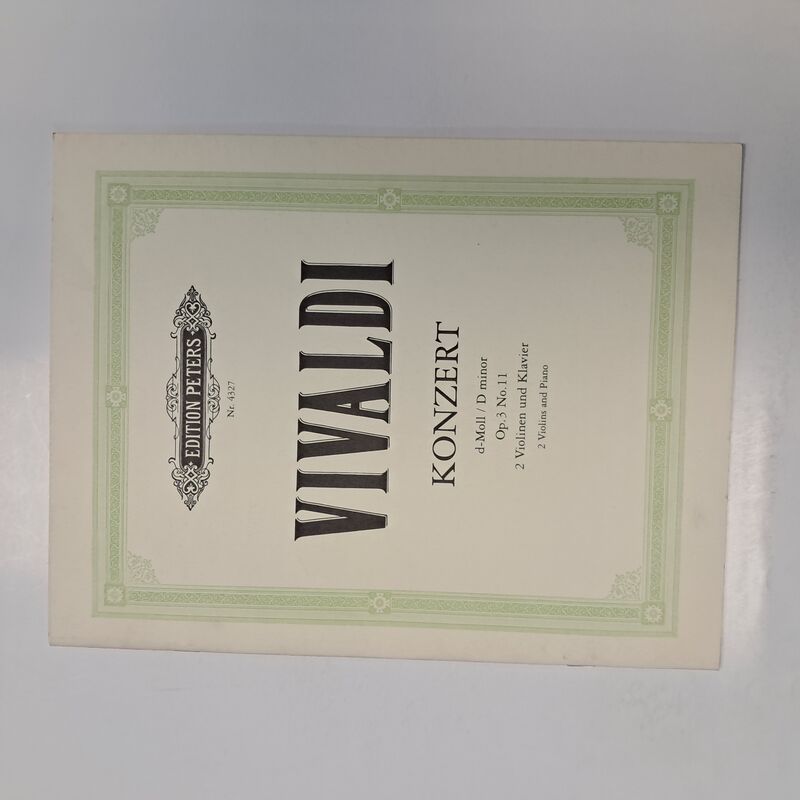 EDITION PETERS
Nr. 4327
VIVALDI
KONZERT
d-Moll / D minor
Op. 3 No. 11
2 Violinen und Klavier
2 Violins and Piano